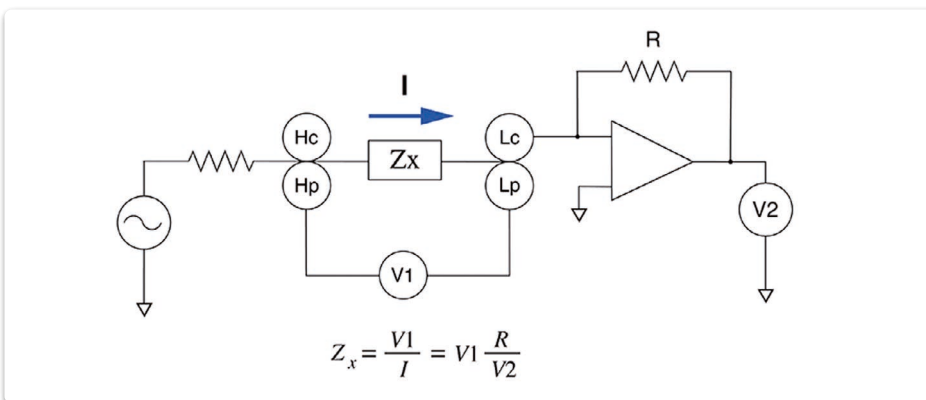 R
I
Hc
Zx
Lc
Hp
Lp
V2
V1
Zx = V1/I = V1 R/V2